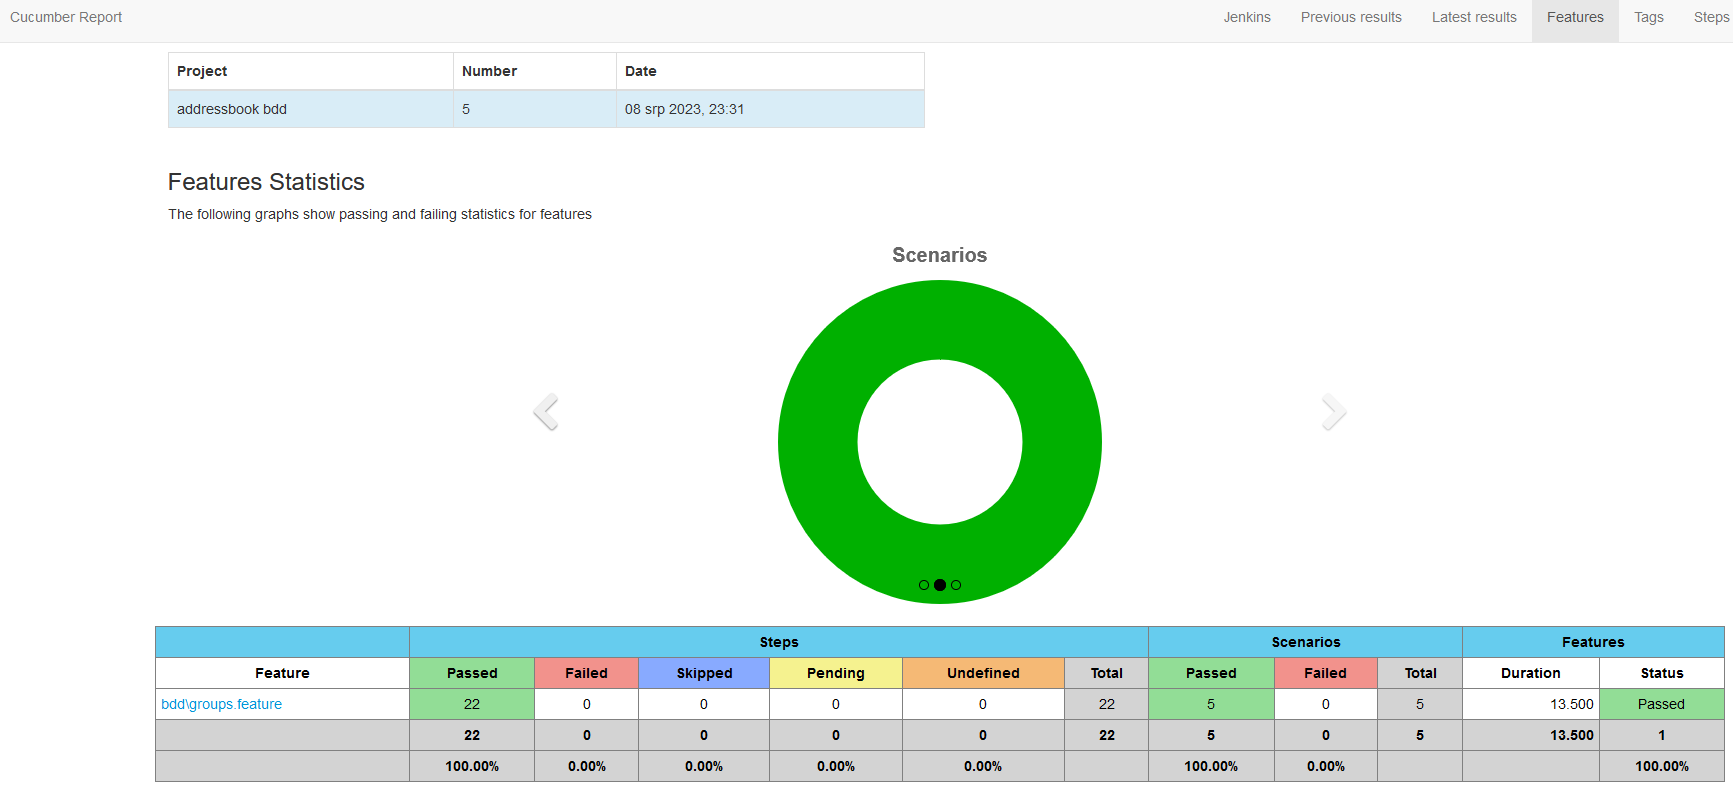 Cucumber Report Jenkins Previous results Latest results Features Tags Steps
Project Number Date
addressbook bdd 5 08 srp 2023, 23:31
Features Statistics
The following graphs show passing and failing statistics for features
Scenarios
Steps Scenarios Features
Feature Passed Failed Skipped Pending Undefined Total Passed Failed Total Duration Status
bdd\groups.feature 22 0 0 0 0 22 5 0 5 13.500 Passed
22 0 0 0 0 22 5 0 5 13.500 1
100.00% 0.00% 0.00% 0.00% 0.00% 100.00% 0.00% 100.00%